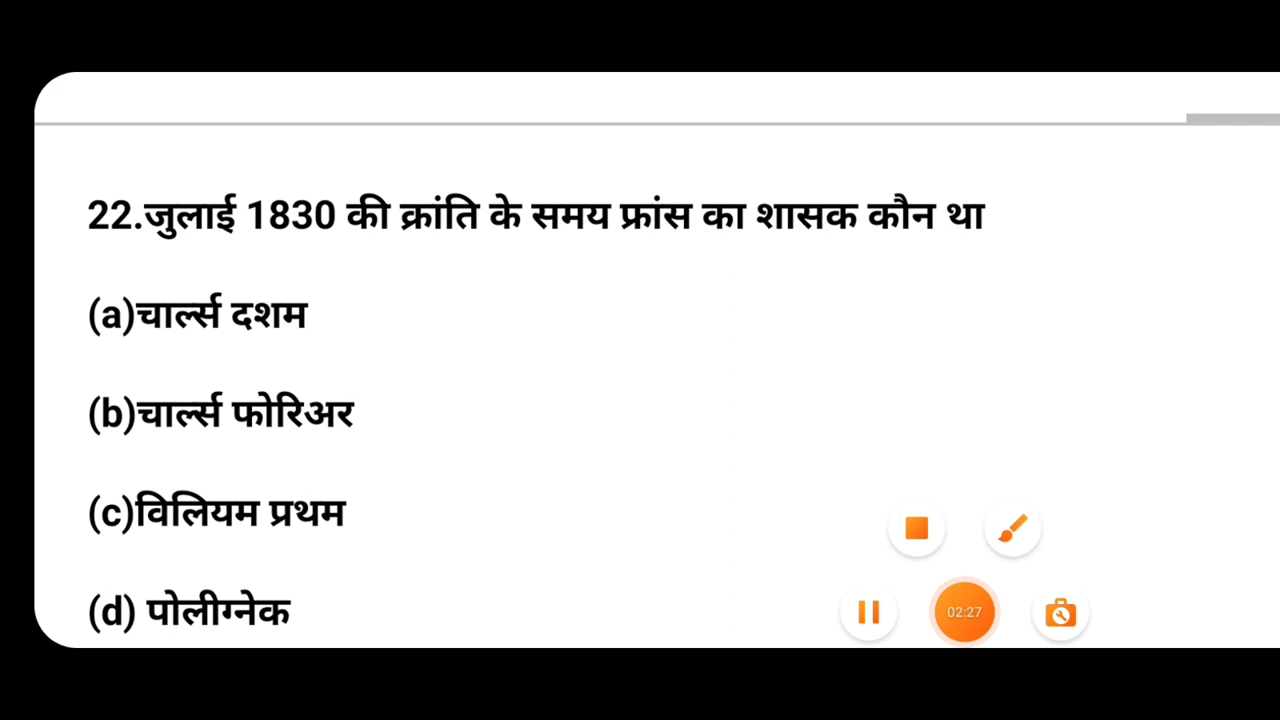 22.जुलाई 1830 की क्रांति के समय फ्रांस का शासक कौन था
(a)चार्ल्स दशम
(b)चार्ल्स फोरिअर
(c)विलियम प्रथम
(d) पोलीग्नेक
02:27